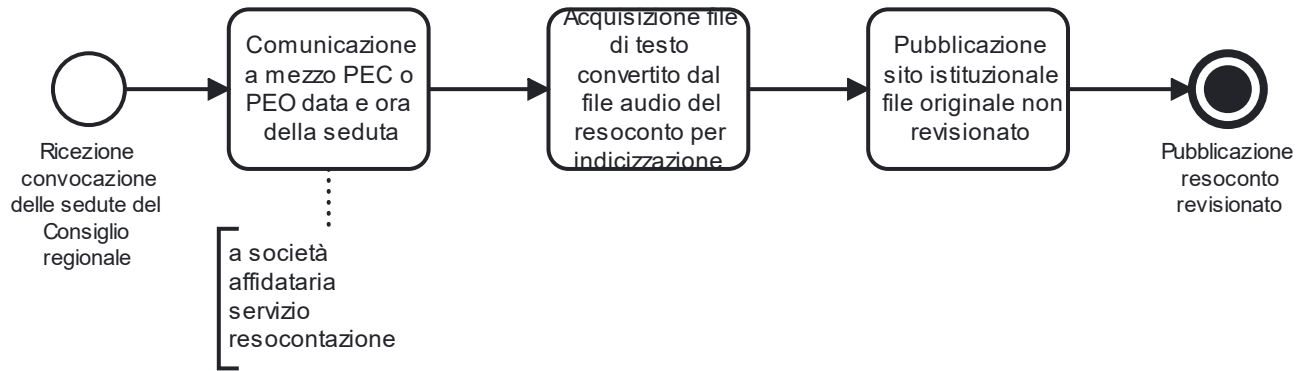 Ricezione
convocazione
delle sedute del
Consiglio
regionale
Comunicazione
a mezzo PEC o
PEO data e ora
della seduta
a società
affidataria
servizio
resocontazione
Acquisizione file
di testo
convertito dal
file audio del
resoconto per
indicizzazione
Pubblicazione
sito istituzionale
file originale non
revisionato
Pubblicazione
resoconto
revisionato